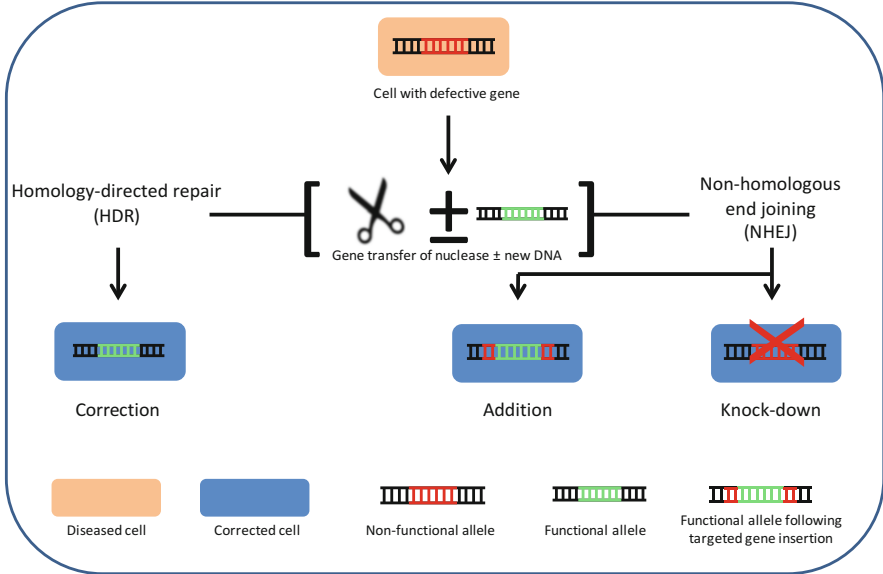 Cell with defective gene
Homology-directed repair
(HDR)
Gene transfer of nuclease ± new DNA
Non-homologous
end joining
(NHEJ)
Correction
Addition
Knock-down
Diseased cell
Corrected cell
Non-functional allele
Functional allele
Functional allele following
targeted gene insertion